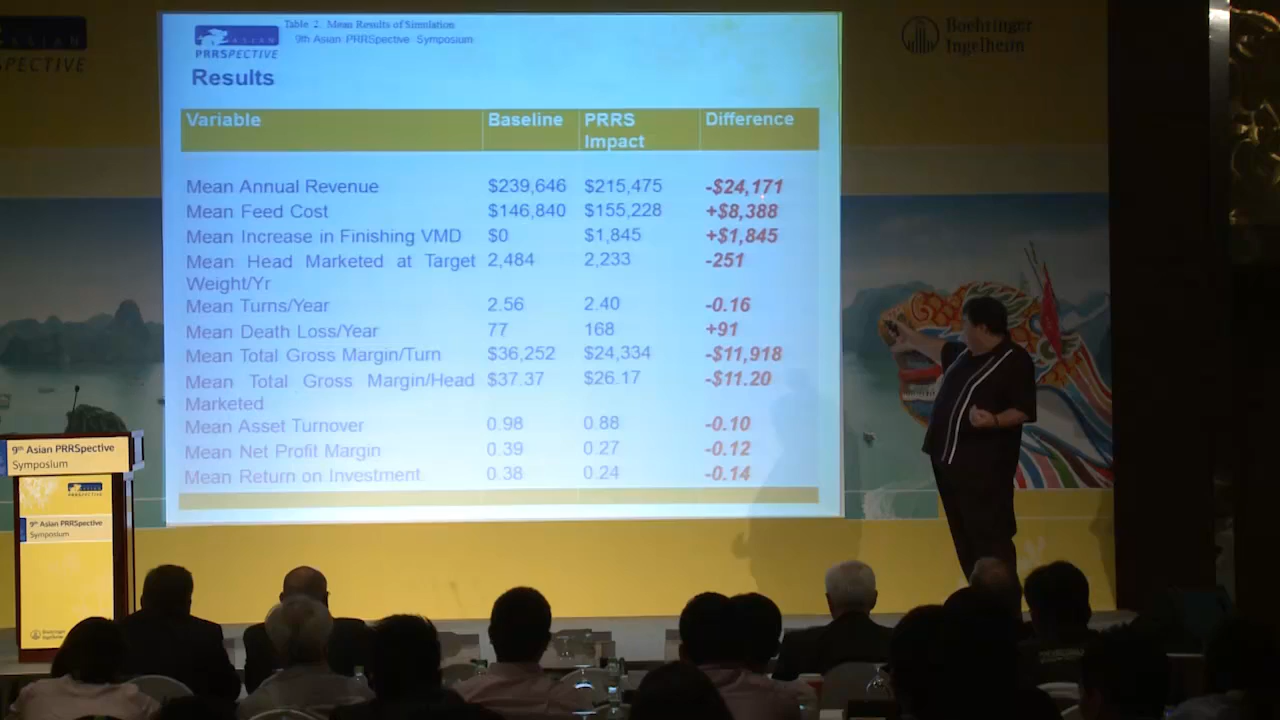 ASIAN
PRRSPECTIVE
Table 2. Mean Results of Simulation
9th Asian PRRSpective Symposium
Results
Variable Baseline PRRS Impact Difference
Mean Annual Revenue $239,646 $215,475 -$24,171
Mean Feed Cost $146,840 $155,228 +$8,388
Mean Increase in Finishing VMD $0 $1,845 +$1,845
Mean Head Marketed at Target Weight/Yr 2,484 2,233 -251
Mean Turns/Year 2.56 2.40 -0.16
Mean Death Loss/Year 77 168 +91
Mean Total Gross Margin/Turn $36,252 $24,334 -$11,918
Mean Total Gross Margin/Head Marketed $37.37 $26.17 -$11.20
Mean Asset Turnover 0.98 0.88 -0.10
Mean Net Profit Margin 0.39 0.27 -0.12
Mean Return on Investment 0.38 0.24 -0.14
ASIAN
PECTIVE
Boehringer
Ingelheim
9th Asian PRRSpective
Symposium
PRRSPECTIVE
9th Asian PRRSpective
Symposium
Boehringer
Ingelheim